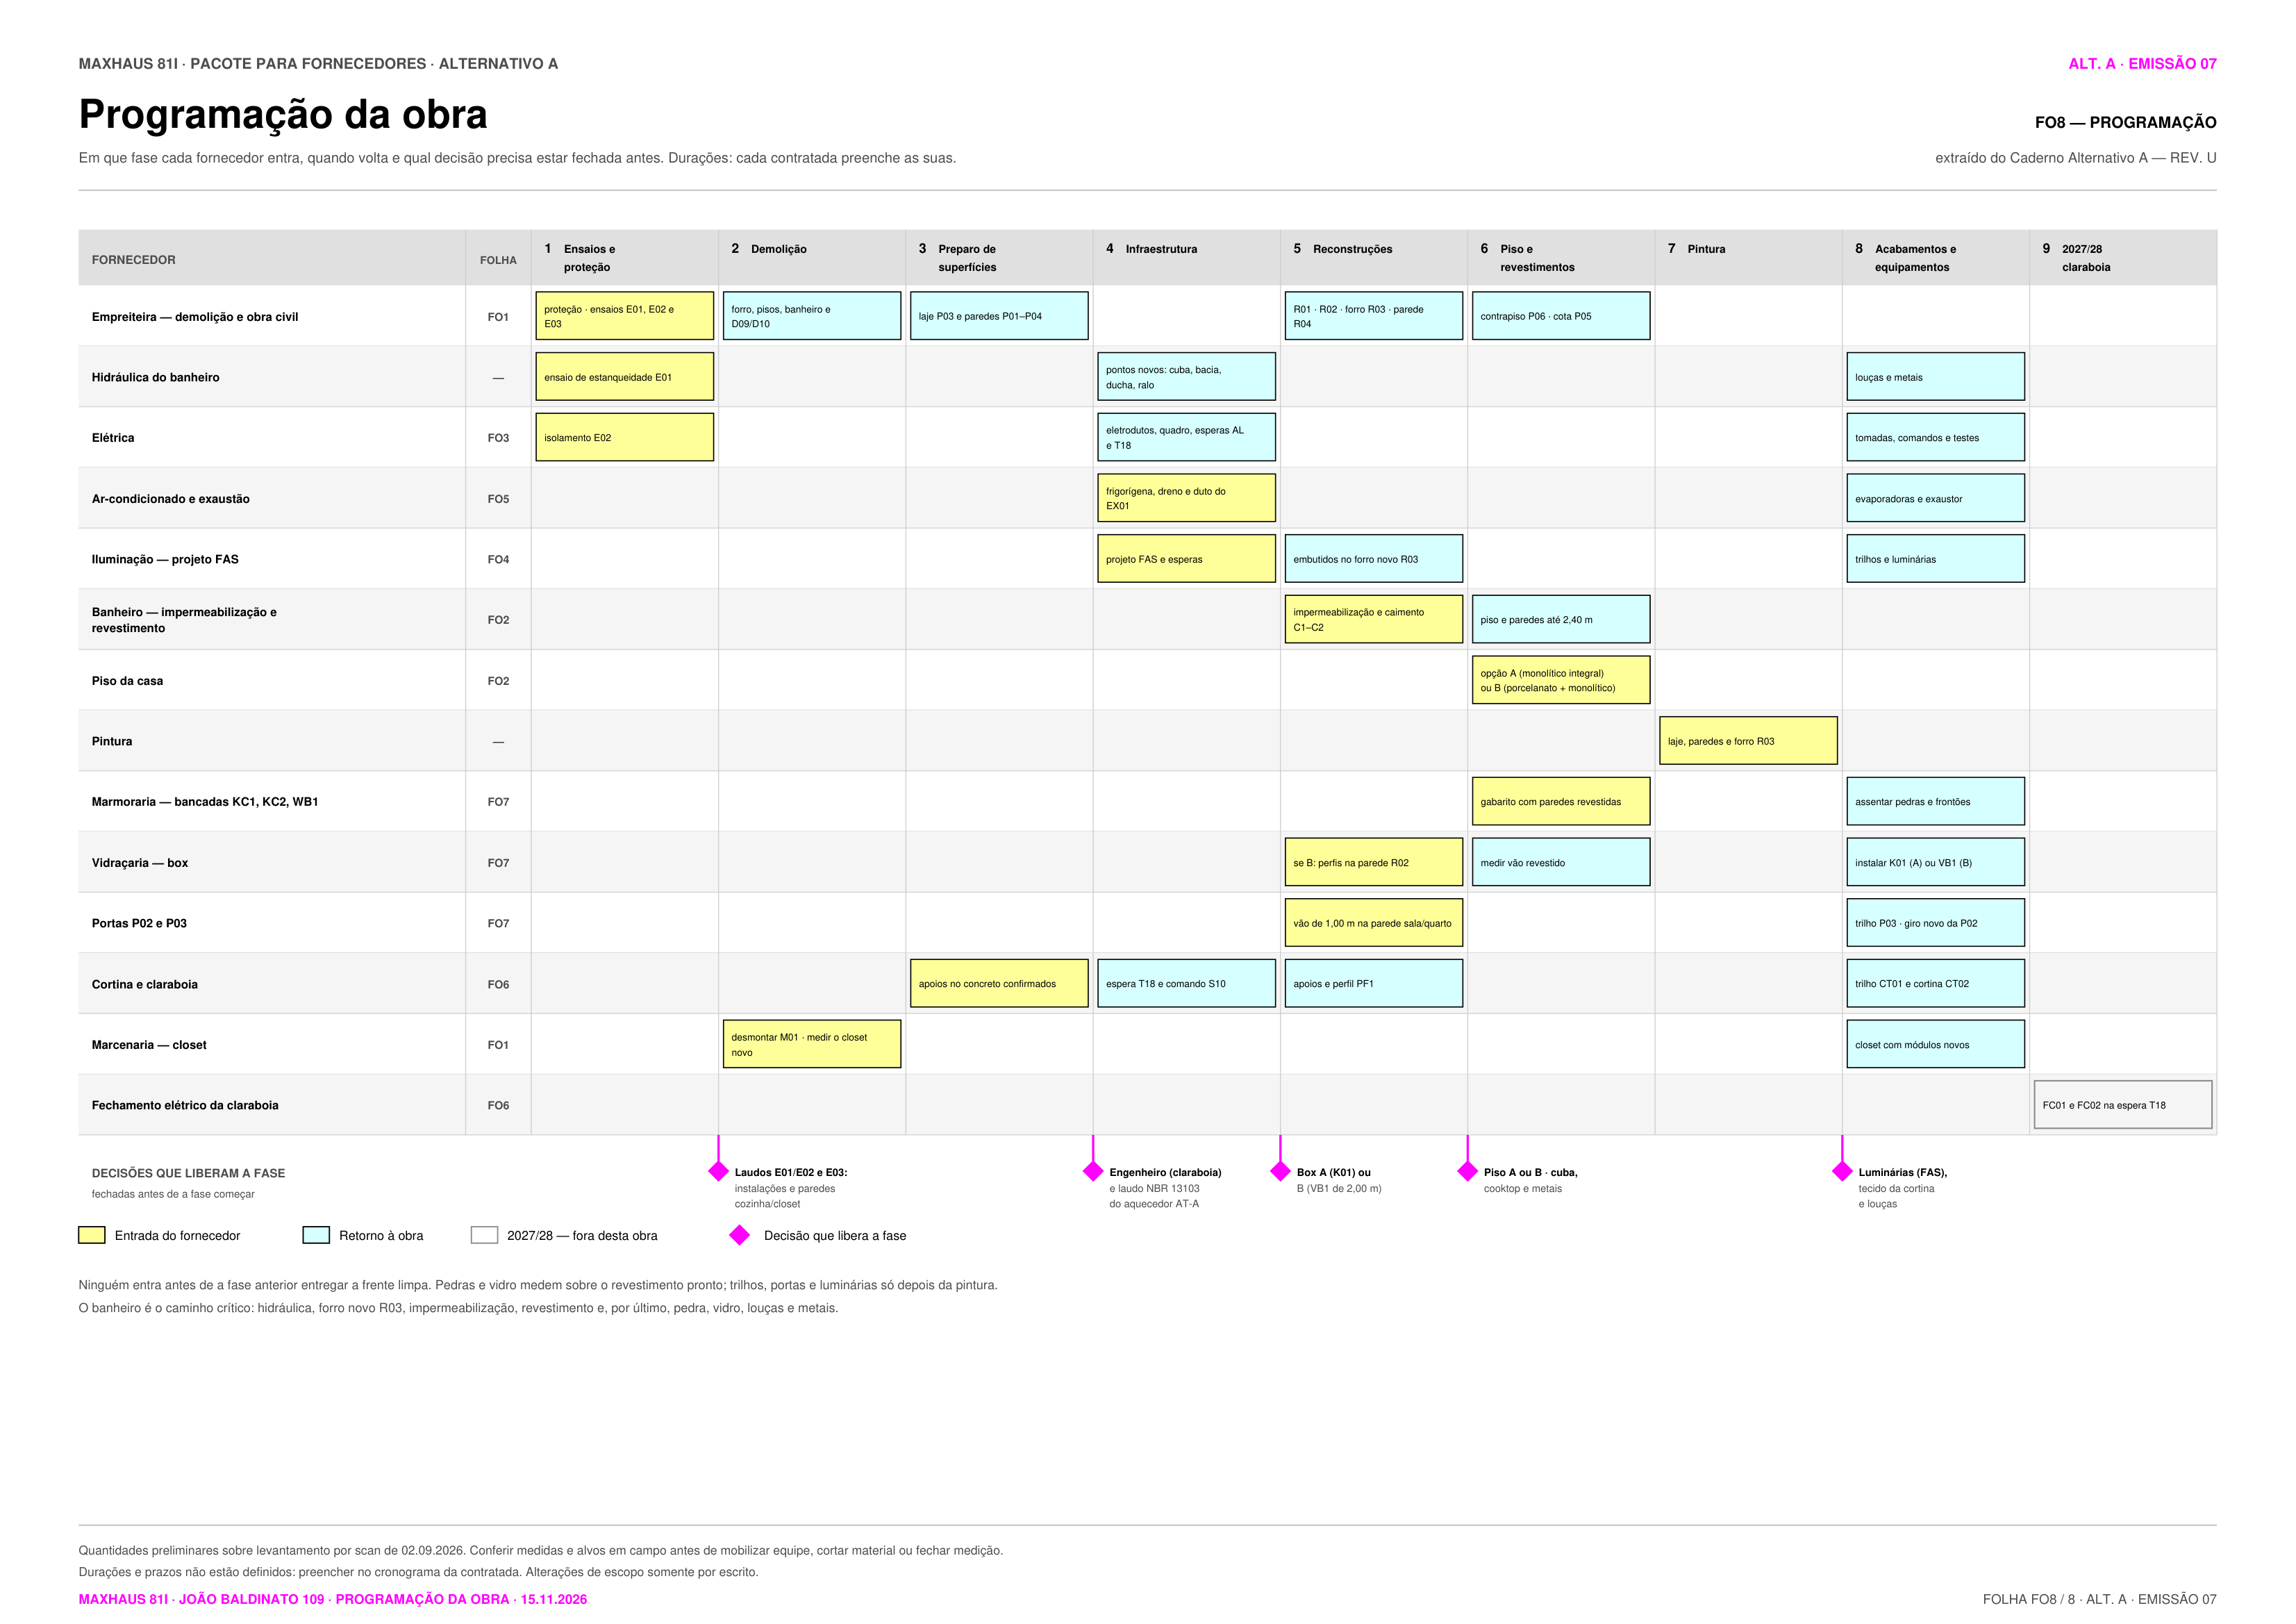 MAXHAUS 81I · PACOTE PARA FORNECEDORES · ALTERNATIVO A
ALT. A · EMISSÃO 07
Programação da obra
FO8 — PROGRAMAÇÃO
Em que fase cada fornecedor entra, quando volta e qual decisão precisa estar fechada antes. Durações: cada contratada preenche as suas.
extraído do Caderno Alternativo A — REV. U
FORNECEDOR
FOLHA
1 Ensaios e
proteção
2 Demolição
3 Preparo de
superfícies
4 Infraestrutura
5 Reconstruções
6 Piso e
revestimentos
7 Pintura
8 Acabamentos e
equipamentos
9 2027/28
claraboia
Empreiteira — demolição e obra civil
FO1
proteção · ensaios E01, E02 e
E03
forro, pisos, banheiro e
D09/D10
laje P03 e paredes P01–P04
R01 · R02 · forro R03 · parede
R04
contrapiso P06 · cota P05
Hidráulica do banheiro
—
ensaio de estanqueidade E01
pontos novos: cuba, bacia,
ducha, ralo
louças e metais
Elétrica
FO3
isolamento E02
eletrodutos, quadro, esperas AL
e T18
tomadas, comandos e testes
Ar-condicionado e exaustão
FO5
frigorígena, dreno e duto do
EX01
evaporadoras e exaustor
Iluminação — projeto FAS
FO4
projeto FAS e esperas
embutidos no forro novo R03
trilhos e luminárias
Banheiro — impermeabilização e
revestimento
FO2
impermeabilização e caimento
C1–C2
piso e paredes até 2,40 m
Piso da casa
FO2
opção A (monolítico integral)
ou B (porcelanato + monolítico)
Pintura
—
laje, paredes e forro R03
Marmoraria — bancadas KC1, KC2, WB1
FO7
gabarito com paredes revestidas
assentar pedras e frontões
Vidraçaria — box
FO7
se B: perfis na parede R02
medir vão revestido
instalar K01 (A) ou VB1 (B)
Portas P02 e P03
FO7
vão de 1,00 m na parede sala/quarto
trilho P03 · giro novo da P02
Cortina e claraboia
FO6
apoios no concreto confirmados
espera T18 e comando S10
apoios e perfil PF1
trilho CT01 e cortina CT02
Marcenaria — closet
FO1
desmontar M01 · medir o closet
novo
closet com módulos novos
Fechamento elétrico da claraboia
FO6
FC01 e FC02 na espera T18
DECISÕES QUE LIBERAM A FASE
fechadas antes de a fase começar
Laudos E01/E02 e E03:
instalações e paredes
cozinha/closet
Engenheiro (claraboia)
e laudo NBR 13103
do aquecedor AT-A
Box A (K01) ou
B (VB1 de 2,00 m)
Piso A ou B · cuba,
cooktop e metais
Luminárias (FAS),
tecido da cortina
e louças
Entrada do fornecedor
Retorno à obra
2027/28 — fora desta obra
Decisão que libera a fase
Ninguém entra antes de a fase anterior entregar a frente limpa. Pedras e vidro medem sobre o revestimento pronto; trilhos, portas e luminárias só depois da pintura.
O banheiro é o caminho crítico: hidráulica, forro novo R03, impermeabilização, revestimento e, por último, pedra, vidro, louças e metais.
Quantidades preliminares sobre levantamento por scan de 02.09.2026. Conferir medidas e alvos em campo antes de mobilizar equipe, cortar material ou fechar medição.
Durações e prazos não estão definidos: preencher no cronograma da contratada. Alterações de escopo somente por escrito.
MAXHAUS 81I · JOÃO BALDINATO 109 · PROGRAMAÇÃO DA OBRA · 15.11.2026
FOLHA FO8 / 8 · ALT. A · EMISSÃO 07